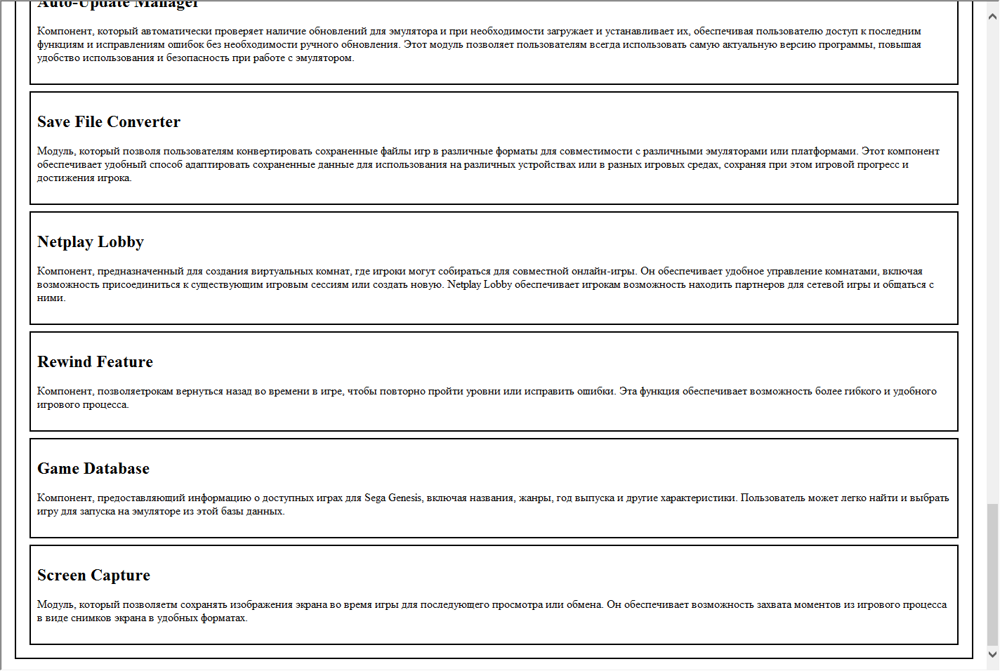 Auto-Update Manager
Компонент, который автоматически проверяет наличие обновлений для эмулятора и при необходимости загружает и устанавливает их, обеспечивая пользователю доступ к последним
функциям и исправлениям ошибок без необходимости ручного обновления. Этот модуль позволяет пользователям всегда использовать самую актуальную версию программы, повышая
удобство использования и безопасность при работе с эмулятором.
Save File Converter
Модуль, который позволя пользователям конвертировать сохраненные файлы игр в различные форматы для совместимости с различными эмуляторами или платформами. Этот компонент
обеспечивает удобный способ адаптировать сохраненные данные для использования на различных устройствах или в разных игровых средах, сохраняя при этом игровой прогресс и
достижения игрока.
Netplay Lobby
Компонент, предназначенный для создания виртуальных комнат, где игроки могут собираться для совместной онлайн-игры. Он обеспечивает удобное управление комнатами, включая
возможность присоединиться к существующим игровым сессиям или создать новую. Netplay Lobby обеспечивает игрокам возможность находить партнеров для сетевой игры и общаться с
ними.
Rewind Feature
Компонент, позволяетрокам вернуться назад во времени в игре, чтобы повторно пройти уровни или исправить ошибки. Эта функция обеспечивает возможность более гибкого и удобного
игрового процесса.
Game Database
Компонент, предоставляющий информацию о доступных играх для Sega Genesis, включая названия, жанры, год выпуска и другие характеристики. Пользователь может легко найти и выбрать
игру для запуска на эмуляторе из этой базы данных.
Screen Capture
Модуль, который позволяетм сохранять изображения экрана во время игры для последующего просмотра или обмена. Он обеспечивает возможность захвата моментов из игрового процесса
в виде снимков экрана в удобных форматах.